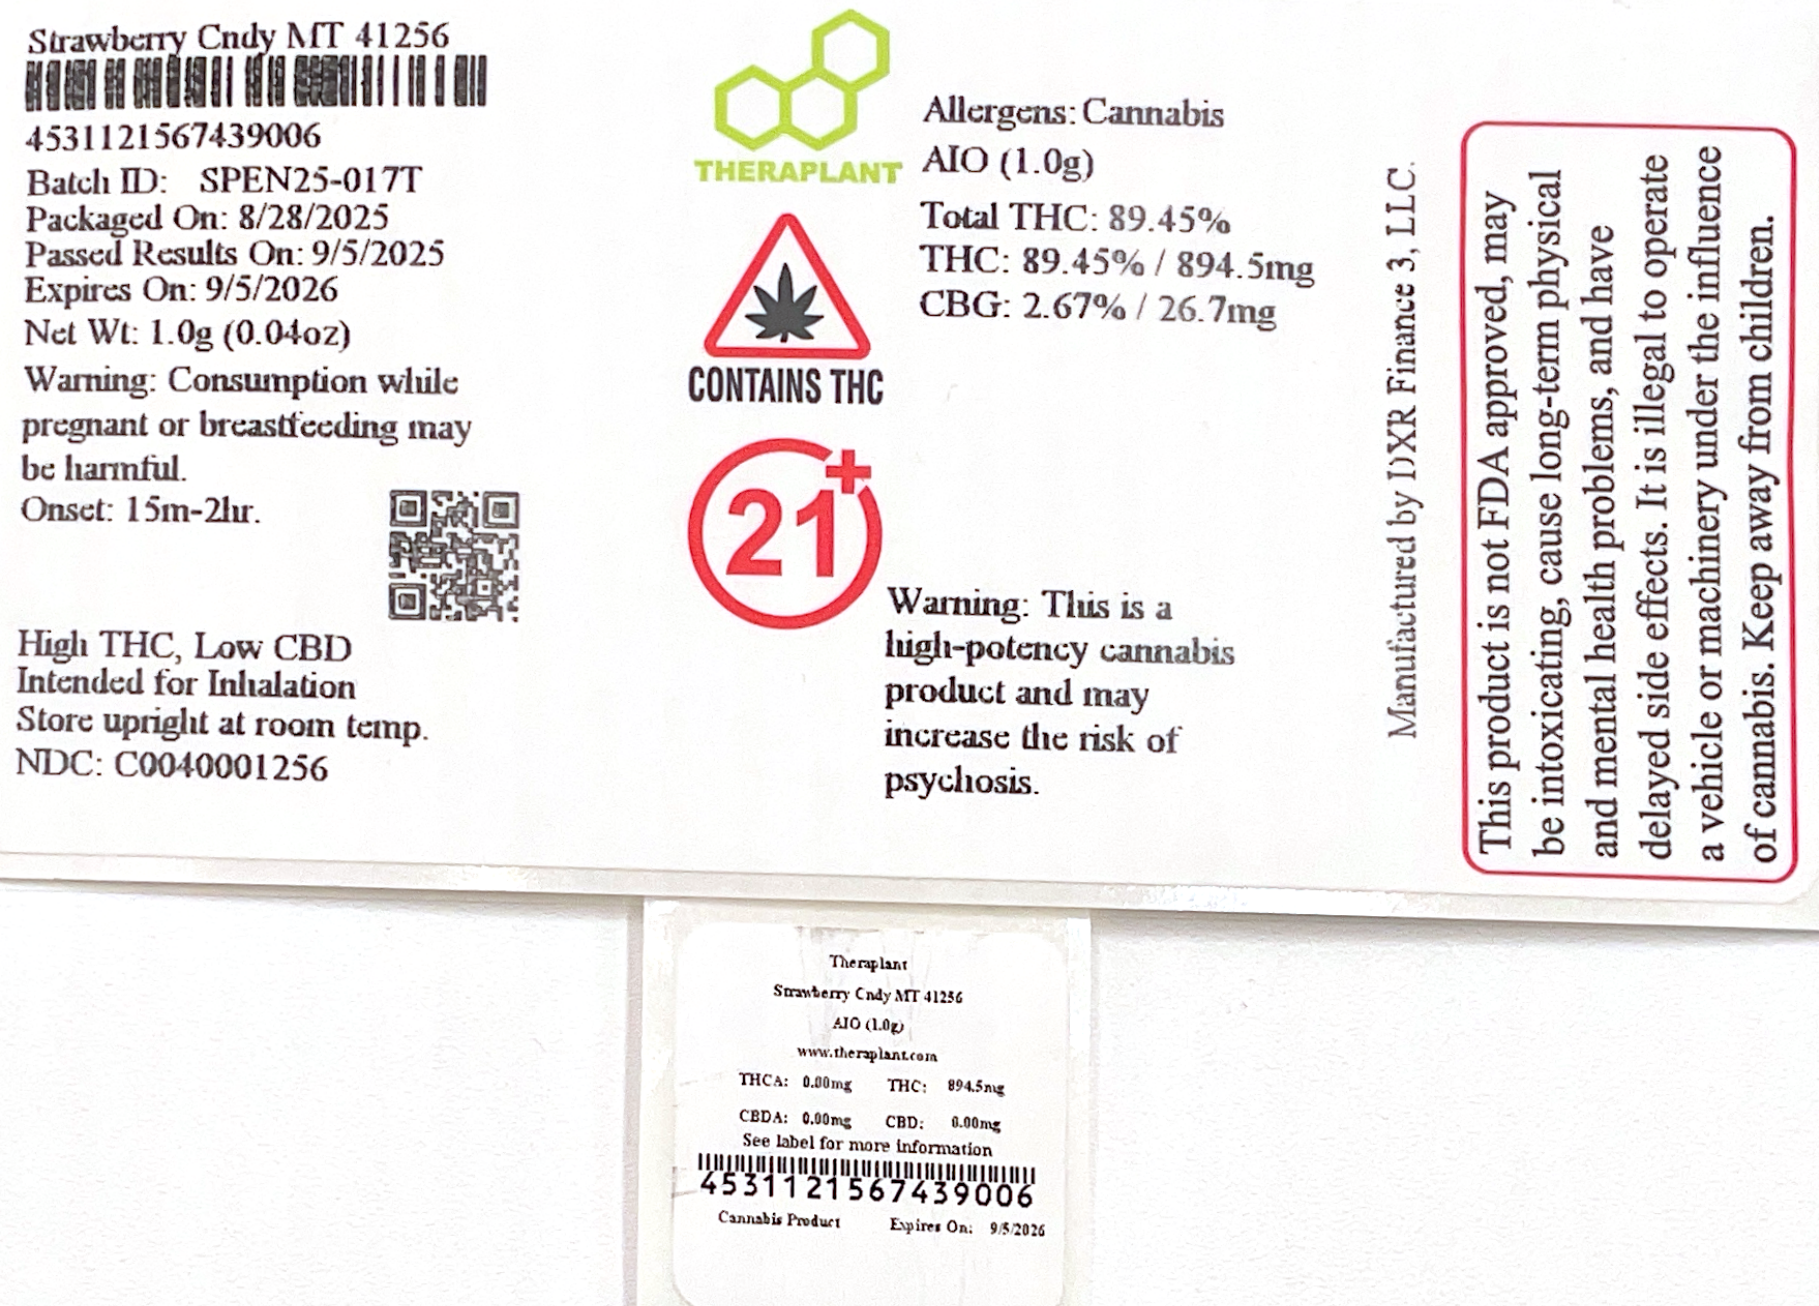 Strawberry Cndy MT 41256
4531121567439006
Batch ID: SPEN25-017T
Packaged On: 8/28/2025
Passed Results On: 9/5/2025
Expires On: 9/5/2026
Net Wt: 1.0g (0.04oz)
Warning: Consumption while
pregnant or breastfeeding may
be harmful.
Onset: 15m-2hr.
High THC, Low CBD
Intended for Inhalation
Store upright at room temp.
NDC: C0040001256
THERAPLANT
CONTAINS THC
21+
Allergens: Cannabis
AIO (1.0g)
Total THC: 89.45%
THC: 89.45% / 894.5mg
CBG: 2.67% / 26.7mg
Warning: This is a
high-potency cannabis
product and may
increase the risk of
psychosis.
Manufactured by DXR Finance 3, LLC.
This product is not FDA approved, may
be intoxicating, cause long-term physical
and mental health problems, and have
delayed side effects. It is illegal to operate
a vehicle or machinery under the influence
of cannabis. Keep away from children.
Theraplant
Strawberry Cndy MT 41256
AIO (1.0g)
www.theraplant.com
THCA: 0.00mg THC: 894.5mg
CBDA: 0.00mg CBD: 0.00mg
See label for more information
4531121567439006
Cannabis Product Expires On: 9/5/2026